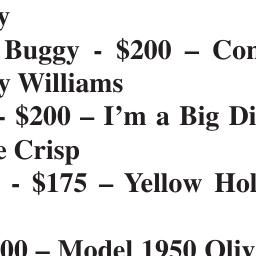 y
Buggy - $200 – Con
y Williams
- $200 – I'm a Big Di
e Crisp
- $175 – Yellow Hol
00 – Model 1950 Oliv